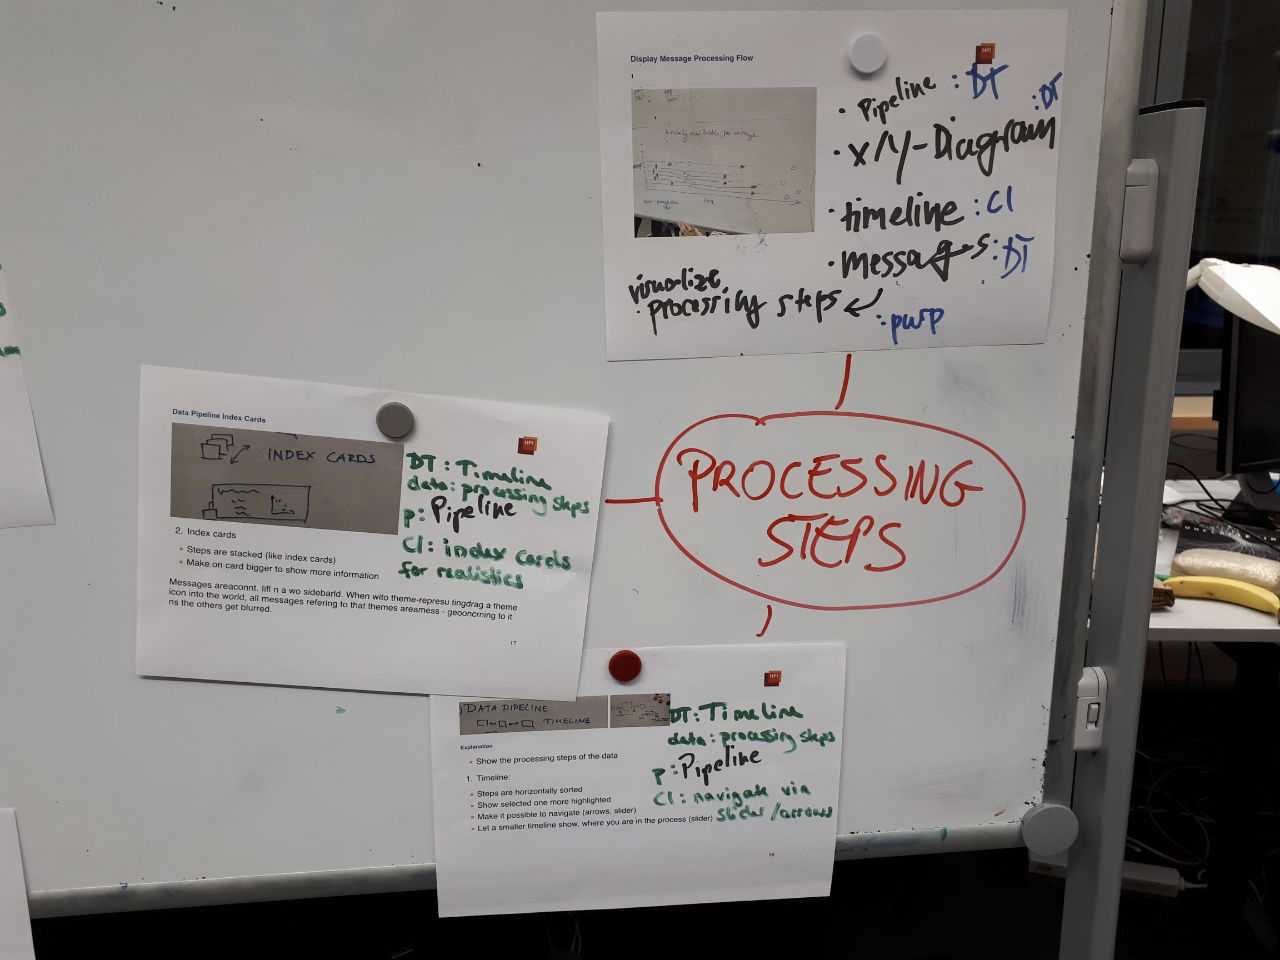 Display Message Processing Flow
HPI
• Pipeline : DT
• X/Y-Diagram : DT
• timeline : CI
• messages : DT
visualize
• processing steps : purp
9
PROCESSING
STEPS
Data Pipeline Index Cards
HPI
INDEX CARDS
DT: Timeline
data: processing steps
p: Pipeline
CI: index cards
for realistics
2. Index cards
• Steps are stacked (like index cards)
• Make on card bigger to show more information
Messages areaconnt. lifl n a wo sidebarld. When wito theme-represu tingdrag a theme
icon into the world, all messages refering to that themes areamess - geooncrning to it
ns the others get blurred.
17
HPI
DATA PIPELINE
TIMELINE
DT: Timeline
data: processing steps
p: Pipeline
CI: navigate via
slider/arrows
Explanation
• Show the processing steps of the data
1. Timeline:
• Steps are horizontally sorted
• Show selected one more highlighted
• Make it possible to navigate (arrows, slider)
• Let a smaller timeline show, where you are in the process (slider)